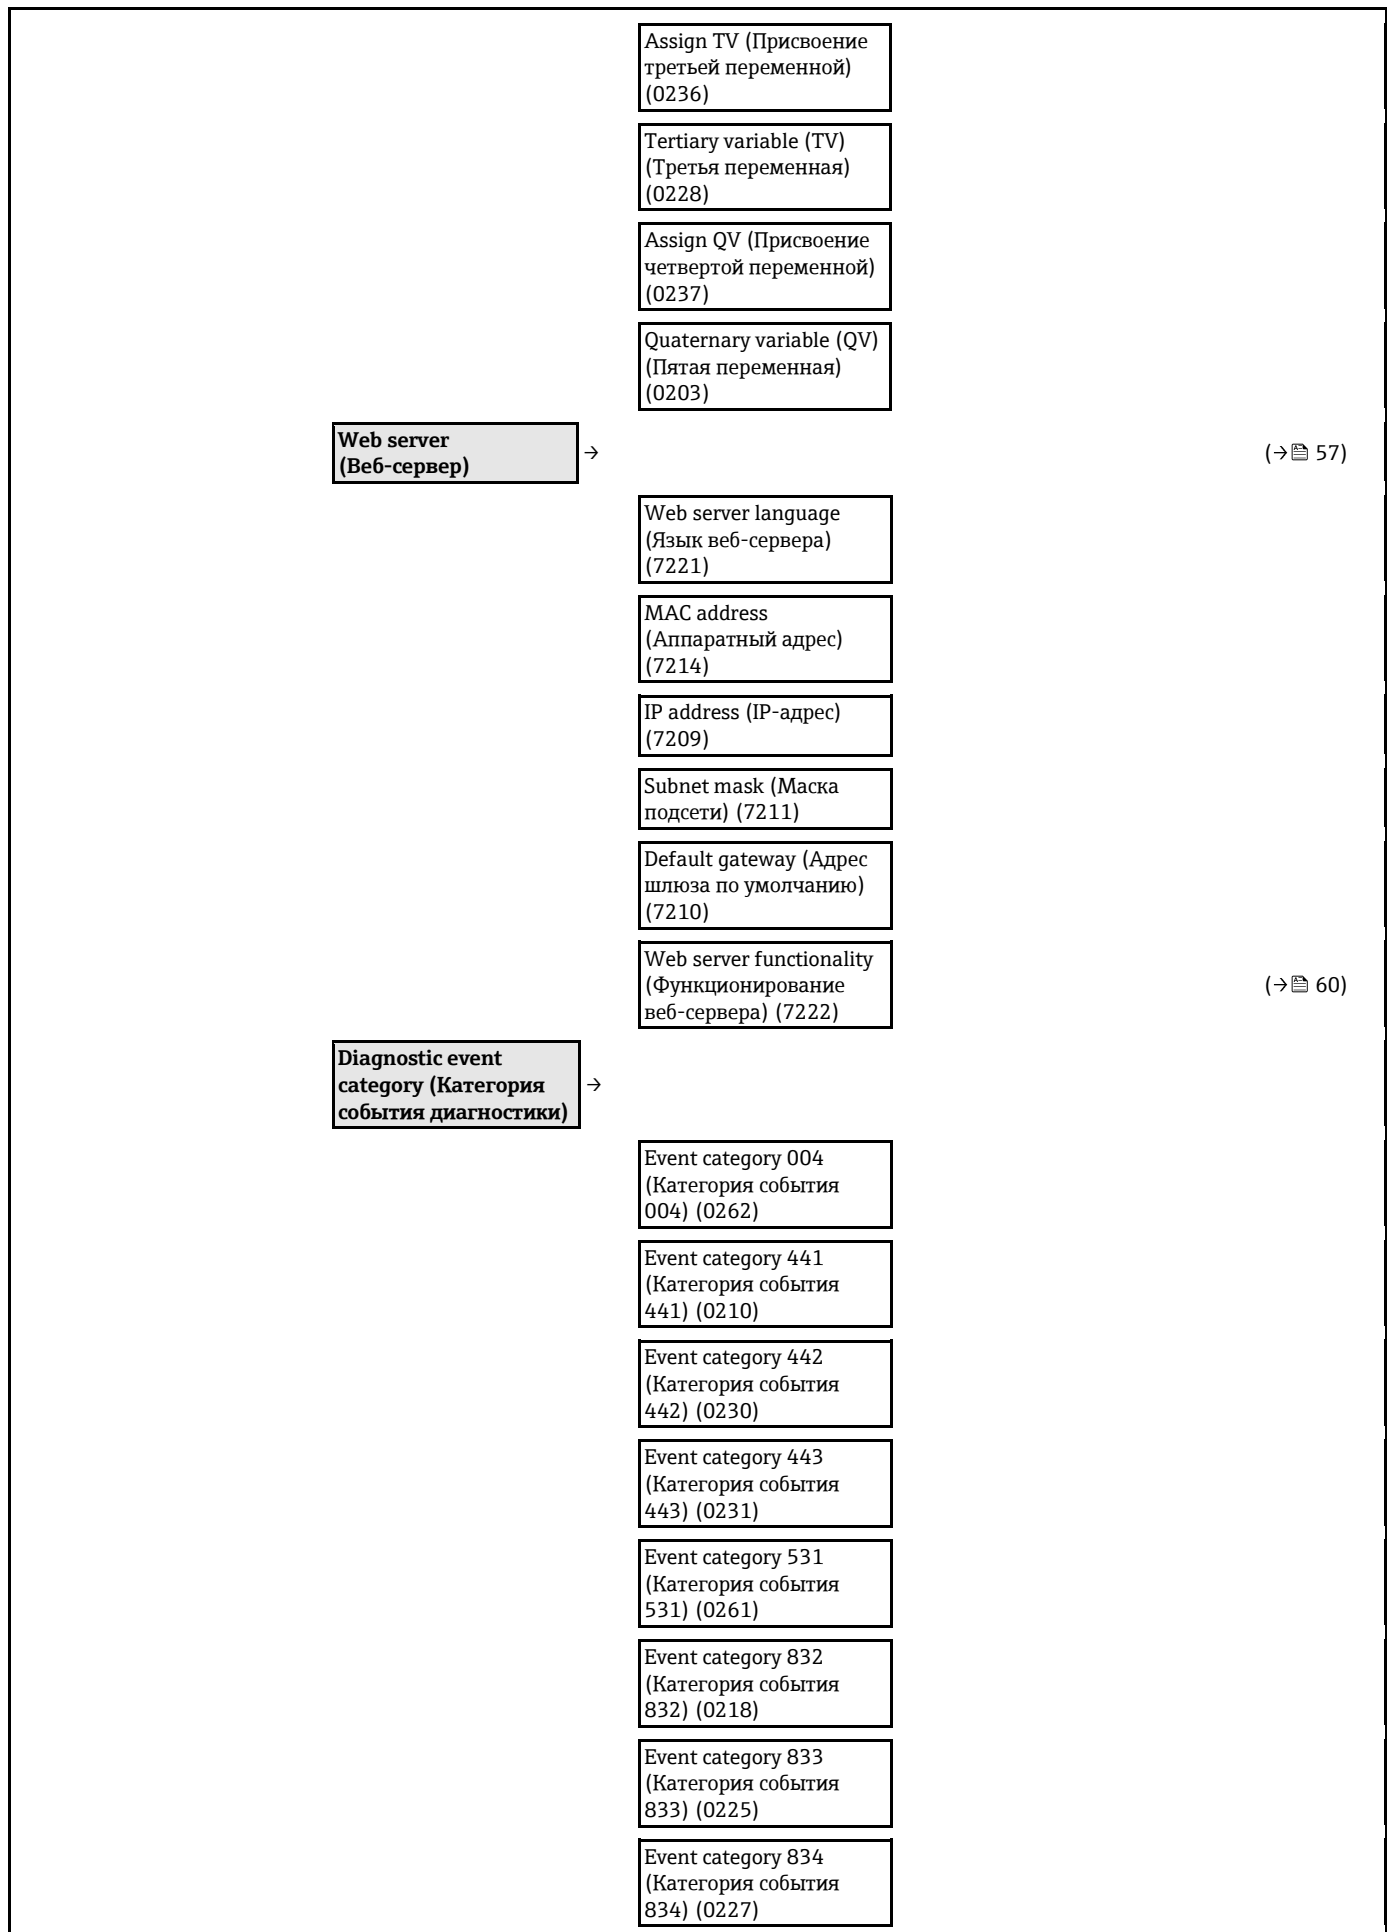 Assign TV (Присвоение
третьей переменной)
(0236)
Tertiary variable (TV)
(Третья переменная)
(0228)
Assign QV (Присвоение
четвертой переменной)
(0237)
Quaternary variable (QV)
(Пятая переменная)
(0203)
Web server
(Веб-сервер)
→
(→ 57)
Web server language
(Язык веб-сервера)
(7221)
MAC address
(Аппаратный адрес)
(7214)
IP address (IP-адрес)
(7209)
Subnet mask (Маска
подсети) (7211)
Default gateway (Адрес
шлюза по умолчанию)
(7210)
Web server functionality
(Функционирование
веб-сервера) (7222)
(→ 60)
Diagnostic event
category (Категория
события диагностики)
→
Event category 004
(Категория события
004) (0262)
Event category 441
(Категория события
441) (0210)
Event category 442
(Категория события
442) (0230)
Event category 443
(Категория события
443) (0231)
Event category 531
(Категория события
531) (0261)
Event category 832
(Категория события
832) (0218)
Event category 833
(Категория события
833) (0225)
Event category 834
(Категория события
834) (0227)